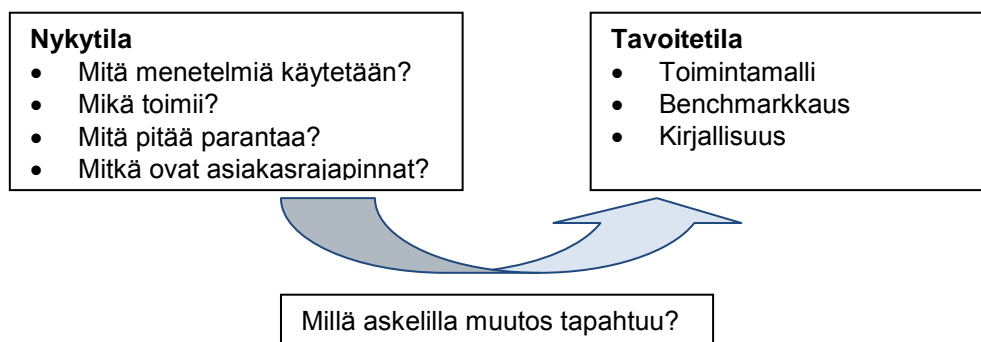 Nykytila
• Mitä menetelmiä käytetään?
• Mikä toimii?
• Mitä pitää parantaa?
• Mitkä ovat asiakasrajapinnat?
Tavoitetila
• Toimintamalli
• Benchmarkkaus
• Kirjallisuus
Millä askelilla muutos tapahtuu?